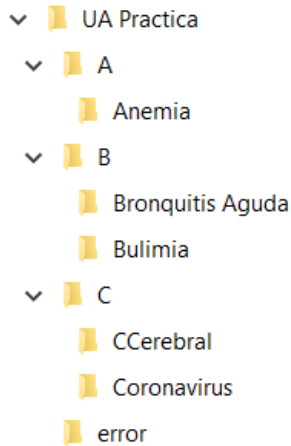 UA Practica
A
Anemia
B
Bronquitis Aguda
Bulimia
C
CCerebral
Coronavirus
error